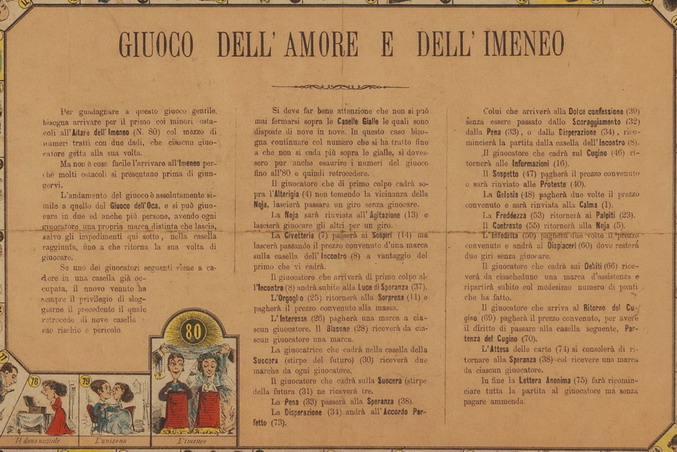 GIUOCO DELL'AMORE E DELL'IMENEO
Per guadagnare a questo giuoco gentile,
bisogna arrivare per il primo coi minori osta-
coli all'Altare dell'Imeneo (N. 80) col mezzo di
numeri tratti con due dadi, che ciascun giuo-
catore getta alla sua volta.
Ma non è cosa facile l'arrivare all'Imeneo per-
chè molti ostacoli si presentano prima di giun-
gervi.
L'andamento del giuoco è assolutamente si-
mile a quello del Giuoco dell'Oca, e si può giuo-
care in due ed anche più persone, avendo ogni
giuocatore una propria marca distinta che lascia,
salvo gli impedimenti qui sotto, nella casella
raggiunta, fino a che ritorna la sua volta di
giuocare.
Se uno dei giuocatori seguenti viene a ca-
dere in una casella già oc-
cupata, il nuovo venuto ha
sempre il privilegio di slog-
giarne il precedente il quale
retrocede di nove caselle
suo rischio e pericolo.
Si deve far bene attenzione che non si può
mai fermarsi sopra le Caselle Gialle le quali sono
disposte di nove in nove. In questo caso biso-
gna continuare col numero che si ha tratto fino
a che non si cada più sopra le gialle, si doves-
sero pur anche esaurire i numeri del giuoco
fino all'80 e quindi retrocedere.
Il giuocatore che di primo colpo cadrà so-
pra l'Alterigia (4) non temendo la vicinanza della
Noja, lascierà passare un giro senza giuocare.
La Noja sarà rinviata all'Agitazione (13) e
lascierà giuocare gli altri per un giro.
La Civetteria (7) pagherà ai Sospiri (14) ma
lascerà passando il prezzo convenuto d'una marca
sulla casella dell'Incontro (8) a vantaggio del
primo che vi cadrà.
Il giuocatore che arriverà di primo colpo al-
l'Incontro (8) andrà subito alla Luce di Speranza (37).
L'Orgoglio (25) ritornerà alla Sorpresa (11) e
pagherà il prezzo convenuto alla massa.
L'Interesse (26) pagherà una marca a cia-
scun giuocatore. Il Blasone (28) riceverà da cia-
scun giuocatore una marca.
La giuocatrice che cadrà nella casella della
Suocera (stirpe del futuro) (30) riceverà due
marche da ogni giuocatore.
Il giuocatore che cadrà sulla Suocera (stirpe
della futura (31) ne riceverà tre.
La Pena (33) passerà alla Speranza (38).
La Disperazione (34) andrà all'Accordo Per-
fetto (73).
Colui che arriverà alla Dolce confessione (39)
senza essere passato dallo Scoraggiamento (32)
dalla Pena (33), o dalla Disperazione (34), rico-
mincierà la partita dalla casella dell'Incontro (8).
Il giuocatore che cadrà sul Cugino (46) ri-
tornerà alle Informazioni (16).
Il Sospetto (47) pagherà il prezzo convenuto
o sarà rinviato alle Proteste (40).
La Gelosia (48) pagherà due volte il prezzo
convenuto e sarà rinviata alla Calma (1).
La Freddezza (53) ritornerà ai Palpiti (23).
Il Contrasto (55) ritornerà alla Noja (5).
L'Infedeltà (56) pagherà due volte il prezzo
convenuto e andrà ai Dispiaceri (60) dove resterà
due giri senza giuocare.
Il giuocatore che cadrà sui Debiti (66) rice-
verà da ciascheduno una marca d'assistenza e
ripartirà subito col medesimo numero di punti
che ha fatto.
Il giuocatore che arriva al Ritorno del Cu-
gino (69) pagherà il prezzo convenuto, per avere
il diritto di passare alla casella seguente, Par-
tenza del Cugino (70).
L'Attesa delle carte (74) si consolerà di ri-
tornare alla Speranza (38) col ricevere una marca
da ciascun giuocatore.
In fine la Lettera Anonima (75) farà ricomin-
ciare tutta la partita al giuocatore ma senza
pagare ammenda.
80
78
79
Il dono nuziale
L'unione
L'imeneo